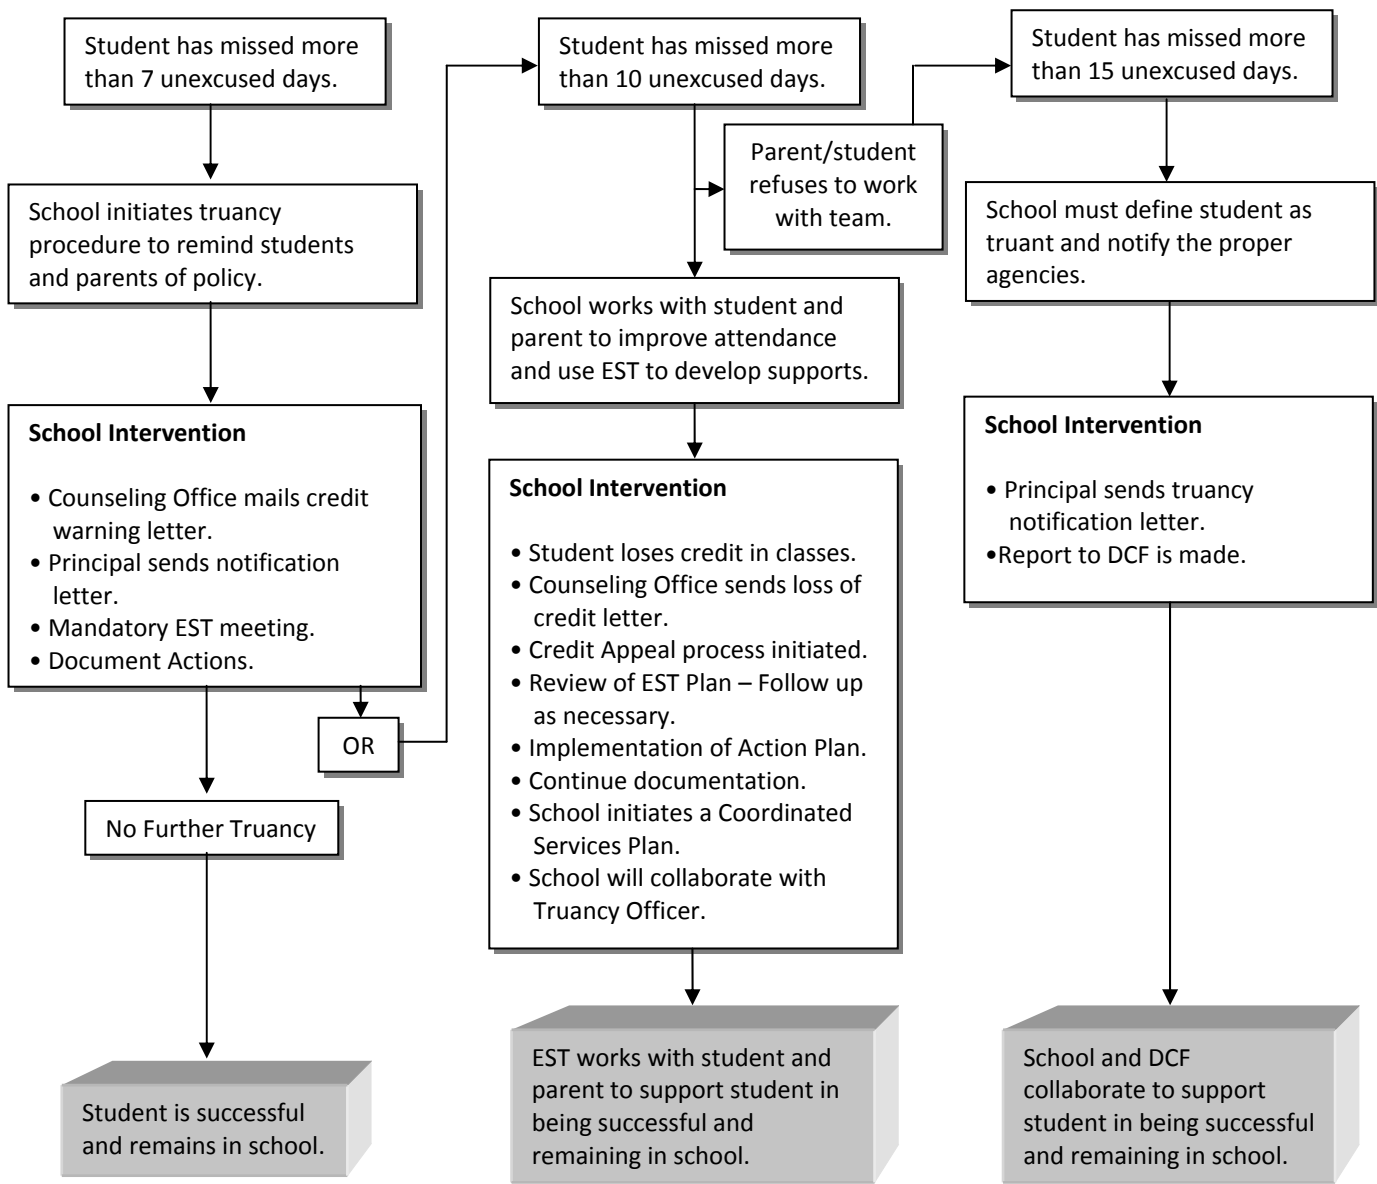 Student has missed more
than 7 unexcused days.
School initiates truancy
procedure to remind students
and parents of policy.
School Intervention
• Counseling Office mails credit
warning letter.
• Principal sends notification
letter.
• Mandatory EST meeting.
• Document Actions.
OR
No Further Truancy
Student is successful
and remains in school.
Student has missed more
than 10 unexcused days.
Parent/student
refuses to work
with team.
School works with student and
parent to improve attendance
and use EST to develop supports.
School Intervention
• Student loses credit in classes.
• Counseling Office sends loss of
credit letter.
• Credit Appeal process initiated.
• Review of EST Plan – Follow up
as necessary.
• Implementation of Action Plan.
• Continue documentation.
• School initiates a Coordinated
Services Plan.
• School will collaborate with
Truancy Officer.
EST works with student and
parent to support student in
being successful and
remaining in school.
Student has missed more
than 15 unexcused days.
School must define student as
truant and notify the proper
agencies.
School Intervention
• Principal sends truancy
notification letter.
•Report to DCF is made.
School and DCF
collaborate to support
student in being successful
and remaining in school.